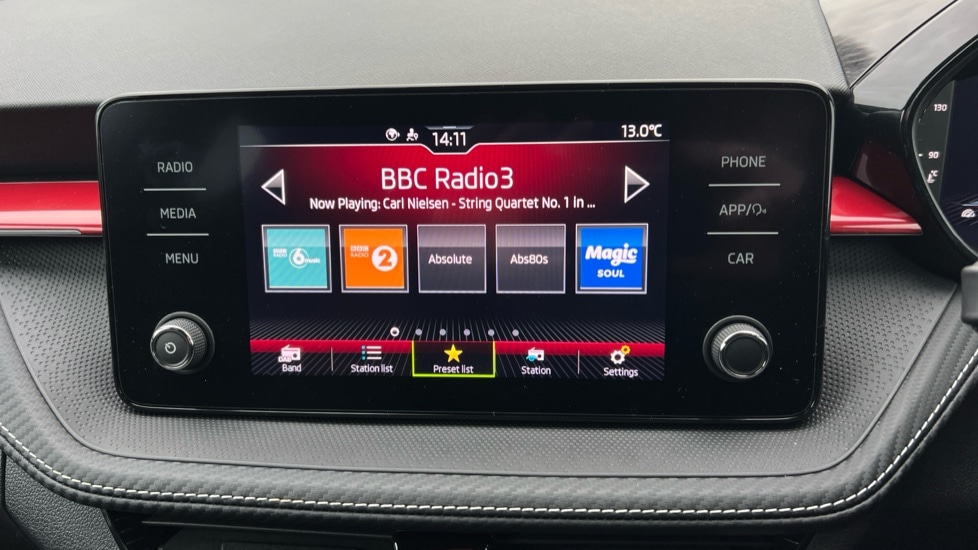 14:11
13.0°C
RADIO
MEDIA
MENU
BBC Radio3
Now Playing: Carl Nielsen - String Quartet No. 1 in ...
6 music
RADIO 2
Absolute
Abs80s
Magic
SOUL
DAB
Band
Station list
Preset list
Station
Settings
PHONE
APP/
CAR
130
90
°C